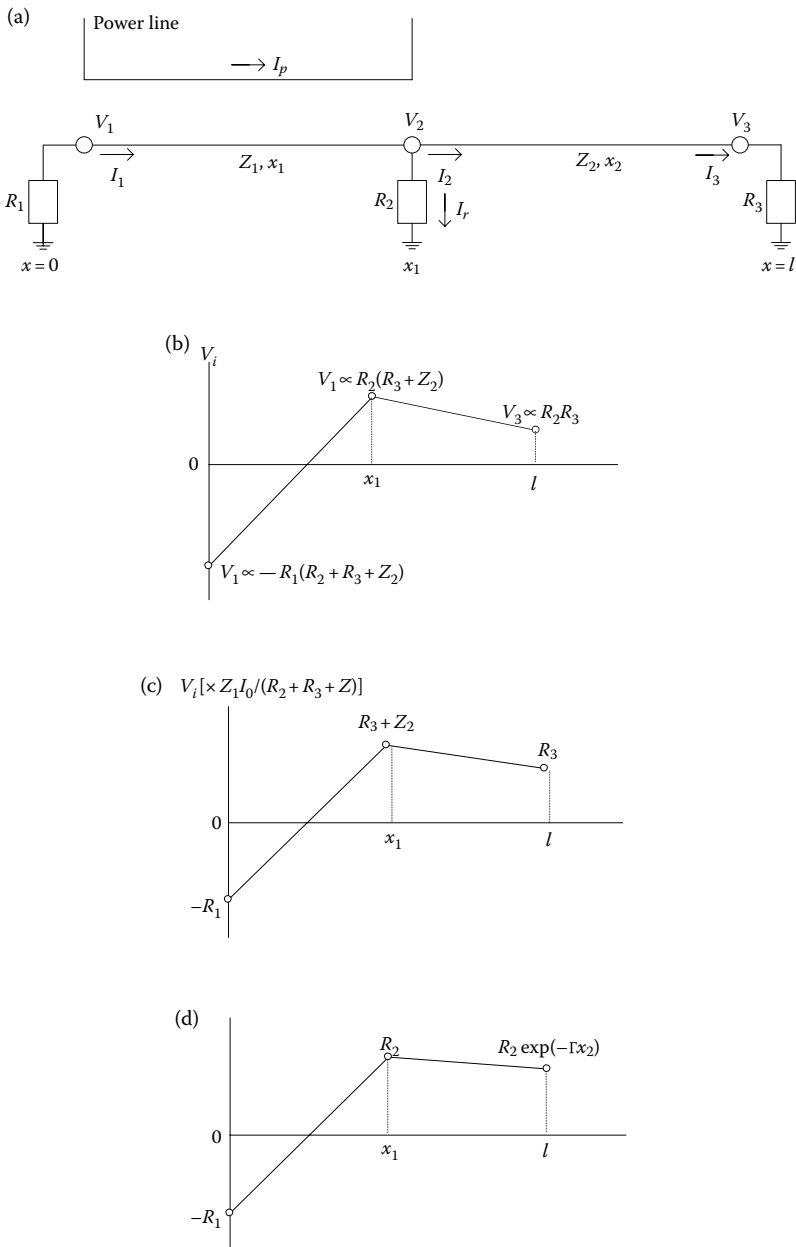 (a)
Power line
I_p
V_1 V_2 V_3
Z_1, x_1 Z_2, x_2
I_1 I_2 I_3
R_1 R_2 I_r R_3
x = 0 x_1 x = l
(b)
V_i
V_1 ∝ R_2(R_3 + Z_2)
V_3 ∝ R_2R_3
0
x_1 l
V_1 ∝ — R_1(R_2 + R_3 + Z_2)
(c) V_i [× Z_1I_0/(R_2 + R_3 + Z)]
R_3 + Z_2
R_3
0
x_1 l
−R_1
(d)
R_2 R_2 exp(−Γx_2)
0
x_1 l
−R_1